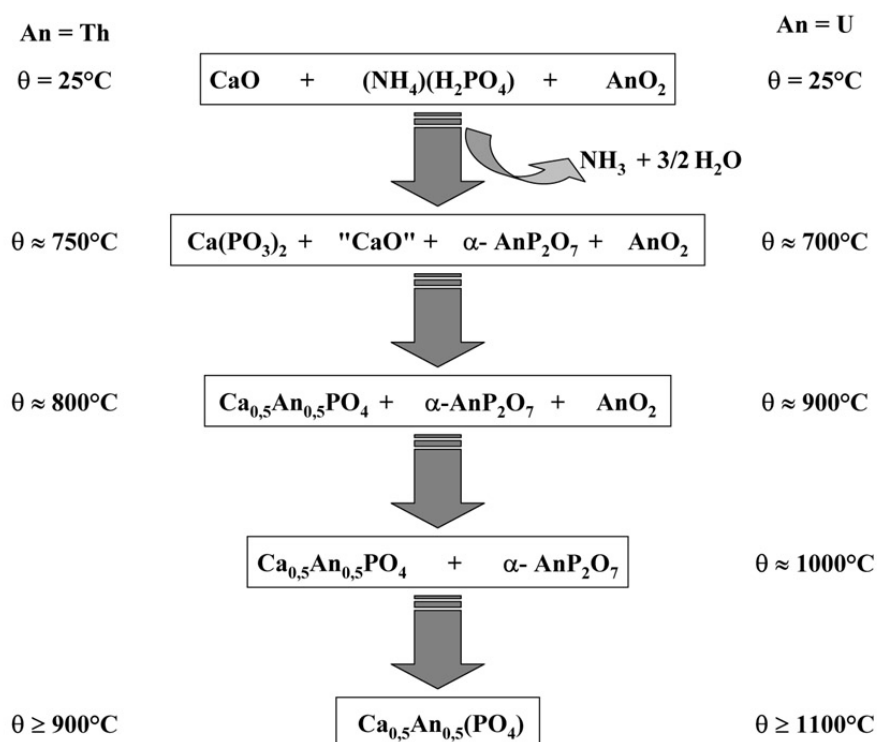 An = Th
An = U
θ = 25°C
CaO + (NH₄)(H₂PO₄) + AnO₂
θ = 25°C
NH₃ + 3/2 H₂O
θ ≈ 750°C
Ca(PO₃)₂ + "CaO" + α- AnP₂O₇ + AnO₂
θ ≈ 700°C
θ ≈ 800°C
Ca₀,₅An₀,₅PO₄ + α-AnP₂O₇ + AnO₂
θ ≈ 900°C
Ca₀,₅An₀,₅PO₄ + α- AnP₂O₇
θ ≈ 1000°C
θ ≥ 900°C
Ca₀,₅An₀,₅(PO₄)
θ ≥ 1100°C